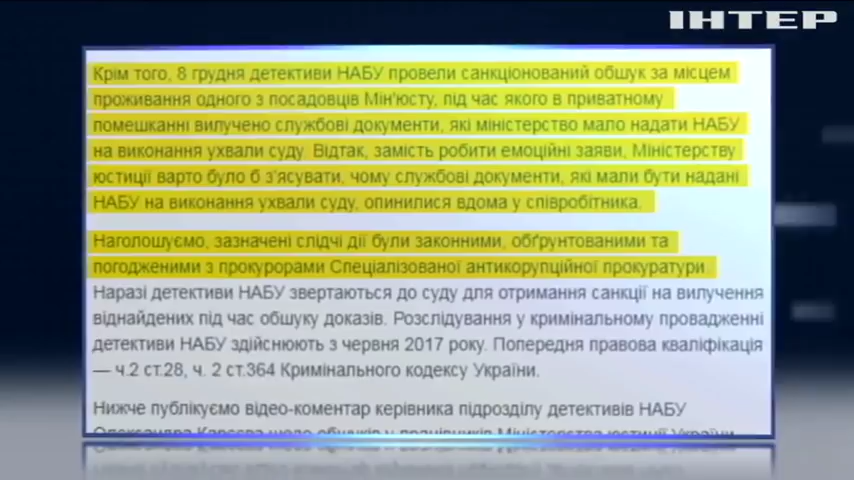 ІНТЕР
Крім того, 8 грудня детективи НАБУ провели санкціонований обшук за місцем
проживання одного з посадовців Мін'юсту, під час якого в приватному
помешканні вилучено службові документи, які міністерство мало надати НАБУ
на виконання ухвали суду. Відтак, замість робити емоційні заяви, Міністерству
юстиції варто було б з'ясувати, чому службові документи, які мали бути надані
НАБУ на виконання ухвали суду, опинилися вдома у співробітника.
Наголошуємо, зазначені слідчі дії були законними, обґрунтованими та
погодженими з прокурорами Спеціалізованої антикорупційної прокуратури.
Наразі детективи НАБУ звертаються до суду для отримання санкції на вилучення
віднайдених під час обшуку доказів. Розслідування у кримінальному провадженні
детективи НАБУ здійснюють з червня 2017 року. Попередня правова кваліфікація
— ч.2 ст.28, ч. 2 ст.364 Кримінального кодексу України.
Нижче публікуємо відео-коментар керівника підрозділу детективів НАБУ